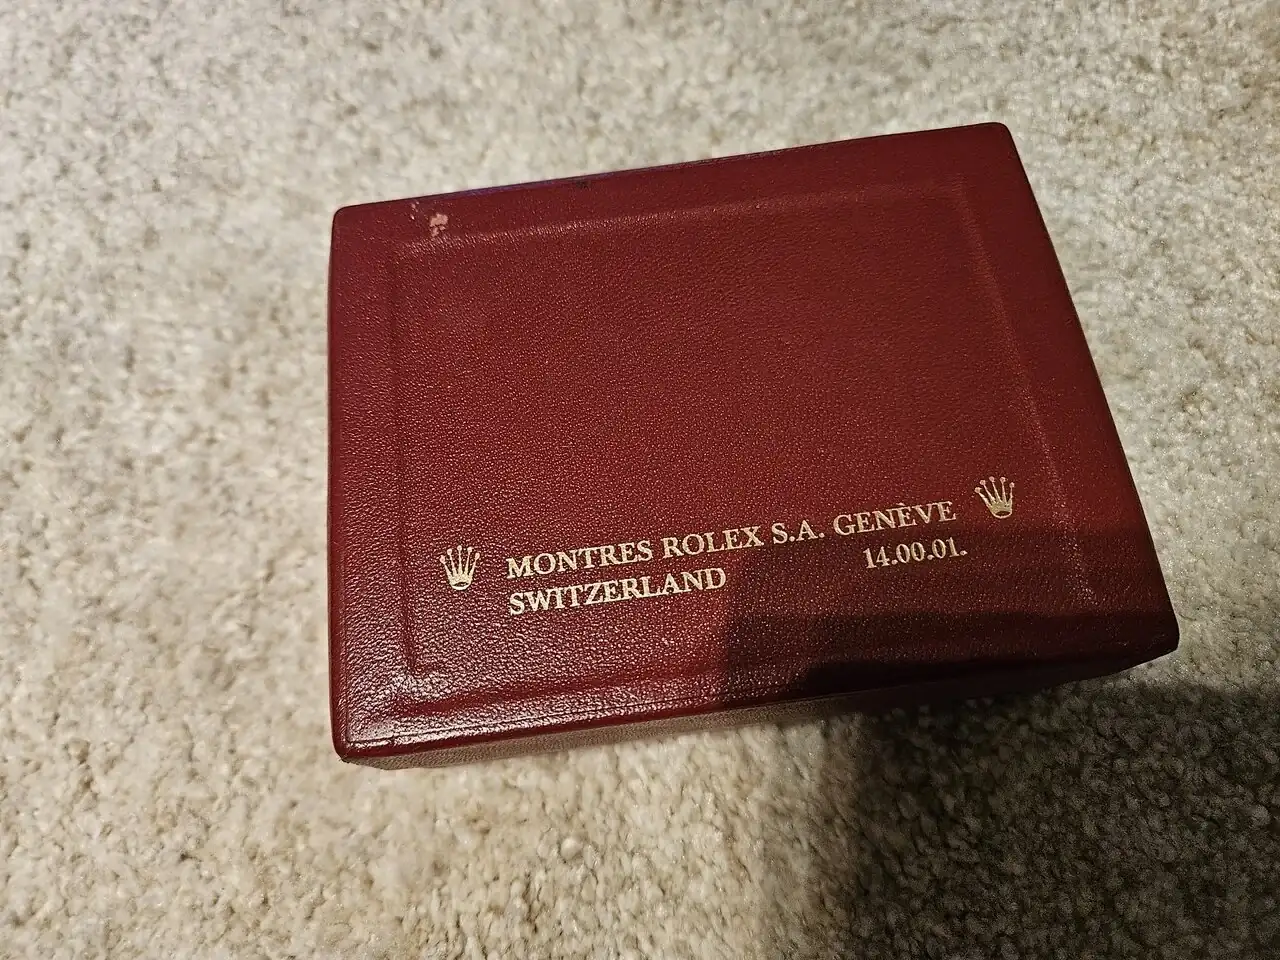 MONTRES ROLEX S.A. GENÈVE
SWITZERLAND 14.00.01.